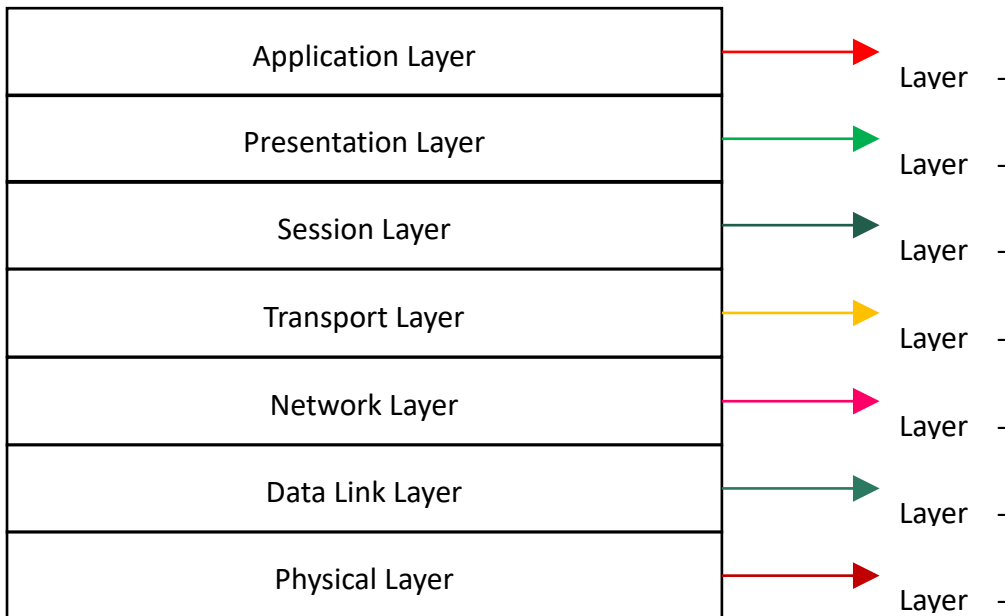 Application Layer
Layer -
Presentation Layer
Layer -
Session Layer
Layer -
Transport Layer
Layer -
Network Layer
Layer -
Data Link Layer
Layer -
Physical Layer
Layer -